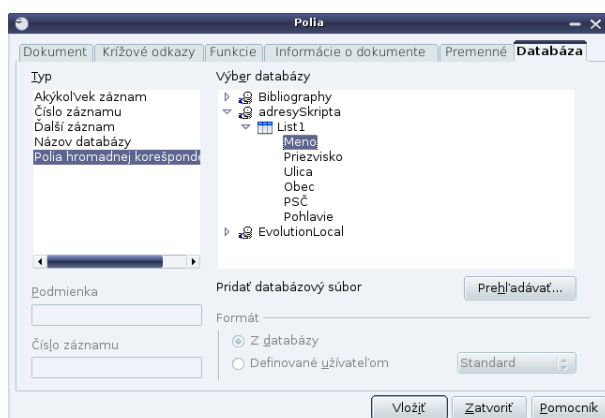 Polia
Dokument Krížové odkazy Funkcie Informácie o dokumente Premenné Databáza
Typ
Akýkoľvek záznam
Číslo záznamu
Ďalší záznam
Názov databázy
Polia hromadnej korešponde
Výber databázy
Bibliography
adresySkripta
List1
Meno
Priezvisko
Ulica
Obec
PSČ
Pohlavie
EvolutionLocal
Podmienka
Číslo záznamu
Pridať databázový súbor Prehľadávať...
Formát
Z databázy
Definované užívateľom Standard
Vložiť Zatvoriť Pomocník